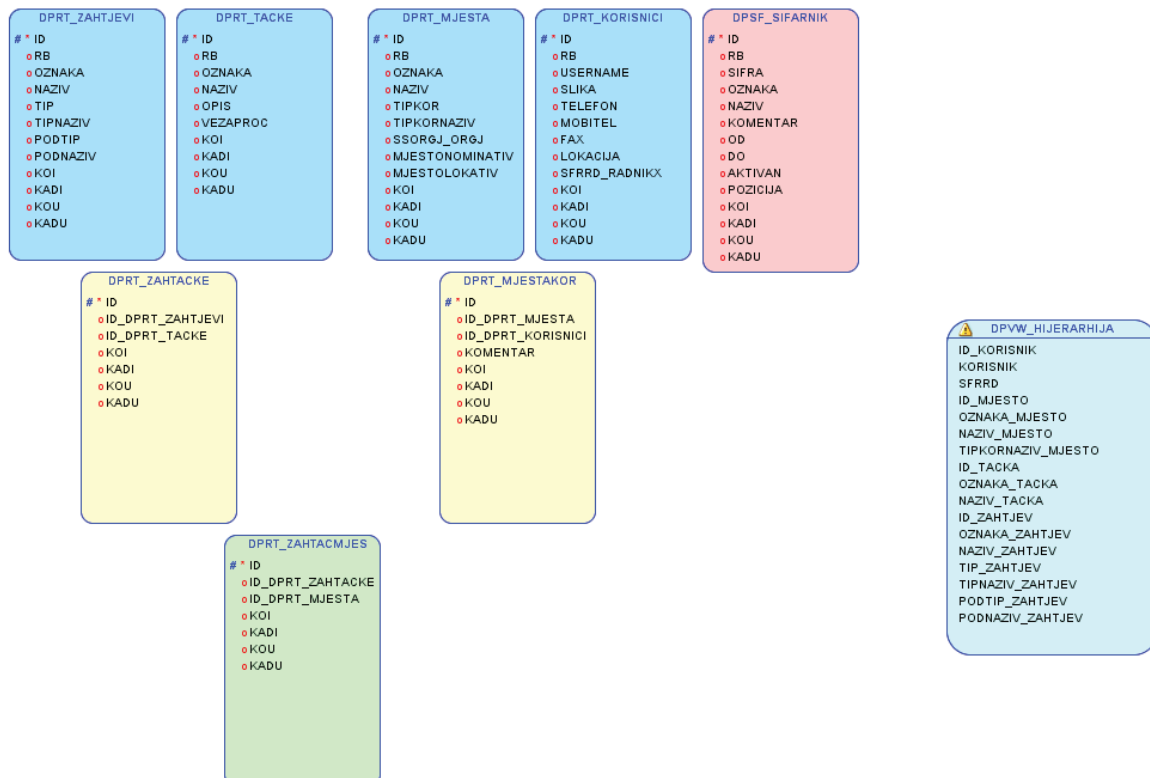 DPRT_ZAHTJEVI
# * ID
o RB
o OZNAKA
o NAZIV
o TIP
o TIPNAZIV
o PODTIP
o PODNAZIV
o KOI
o KADI
o KOU
o KADU
DPRT_TACKE
# * ID
o RB
o OZNAKA
o NAZIV
o OPIS
o VEZAPROC
o KOI
o KADI
o KOU
o KADU
DPRT_MJESTA
# * ID
o RB
o OZNAKA
o NAZIV
o TIPKOR
o TIPKORNAZIV
o SSORGJ_ORGJ
o MJESTONOMINATIV
o MJESTOLOKATIV
o KOI
o KADI
o KOU
o KADU
DPRT_KORISNICI
# * ID
o RB
o USERNAME
o SLIKA
o TELEFON
o MOBITEL
o FAX
o LOKACIJA
o SFRRD_RADNIKX
o KOI
o KADI
o KOU
o KADU
DPSF_SIFARNIK
# * ID
o RB
o SIFRA
o OZNAKA
o NAZIV
o KOMENTAR
o OD
o DO
o AKTIVAN
o POZICIJA
o KOI
o KADI
o KOU
o KADU
DPRT_ZAHTACKE
# * ID
o ID_DPRT_ZAHTJEVI
o ID_DPRT_TACKE
o KOI
o KADI
o KOU
o KADU
DPRT_MJESTAKOR
# * ID
o ID_DPRT_MJESTA
o ID_DPRT_KORISNICI
o KOMENTAR
o KOI
o KADI
o KOU
o KADU
DPVW_HIJERARHIJA
ID_KORISNIK
KORISNIK
SFRRD
ID_MJESTO
OZNAKA_MJESTO
NAZIV_MJESTO
TIPKORNAZIV_MJESTO
ID_TACKA
OZNAKA_TACKA
NAZIV_TACKA
ID_ZAHTJEV
OZNAKA_ZAHTJEV
NAZIV_ZAHTJEV
TIP_ZAHTJEV
TIPNAZIV_ZAHTJEV
PODTIP_ZAHTJEV
PODNAZIV_ZAHTJEV
DPRT_ZAHTACMJES
# * ID
o ID_DPRT_ZAHTACKE
o ID_DPRT_MJESTA
o KOI
o KADI
o KOU
o KADU